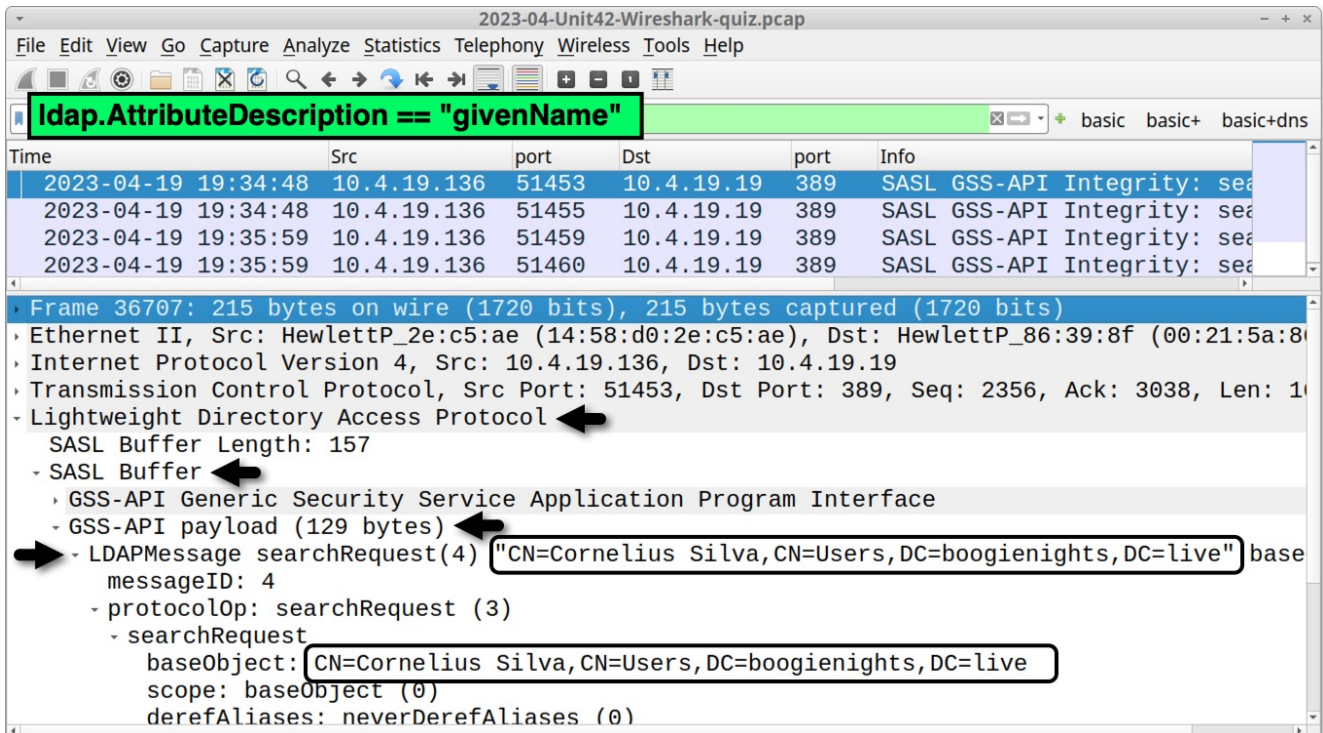 2023-04-Unit42-Wireshark-quiz.pcap
File Edit View Go Capture Analyze Statistics Telephony Wireless Tools Help
ldap.AttributeDescription == "givenName"
basic basic+ basic+dns
Time Src port Dst port Info
2023-04-19 19:34:48 10.4.19.136 51453 10.4.19.19 389 SASL GSS-API Integrity: sea
2023-04-19 19:34:48 10.4.19.136 51455 10.4.19.19 389 SASL GSS-API Integrity: sea
2023-04-19 19:35:59 10.4.19.136 51459 10.4.19.19 389 SASL GSS-API Integrity: sea
2023-04-19 19:35:59 10.4.19.136 51460 10.4.19.19 389 SASL GSS-API Integrity: sea
Frame 36707: 215 bytes on wire (1720 bits), 215 bytes captured (1720 bits)
Ethernet II, Src: HewlettP_2e:c5:ae (14:58:d0:2e:c5:ae), Dst: HewlettP_86:39:8f (00:21:5a:8
Internet Protocol Version 4, Src: 10.4.19.136, Dst: 10.4.19.19
Transmission Control Protocol, Src Port: 51453, Dst Port: 389, Seq: 2356, Ack: 3038, Len: 1
Lightweight Directory Access Protocol
SASL Buffer Length: 157
SASL Buffer
GSS-API Generic Security Service Application Program Interface
GSS-API payload (129 bytes)
LDAPMessage searchRequest(4) "CN=Cornelius Silva,CN=Users,DC=boogienights,DC=live" base
messageID: 4
protocolOp: searchRequest (3)
searchRequest
baseObject: CN=Cornelius Silva,CN=Users,DC=boogienights,DC=live
scope: baseObject (0)
derefAliases: neverDerefAliases (0)